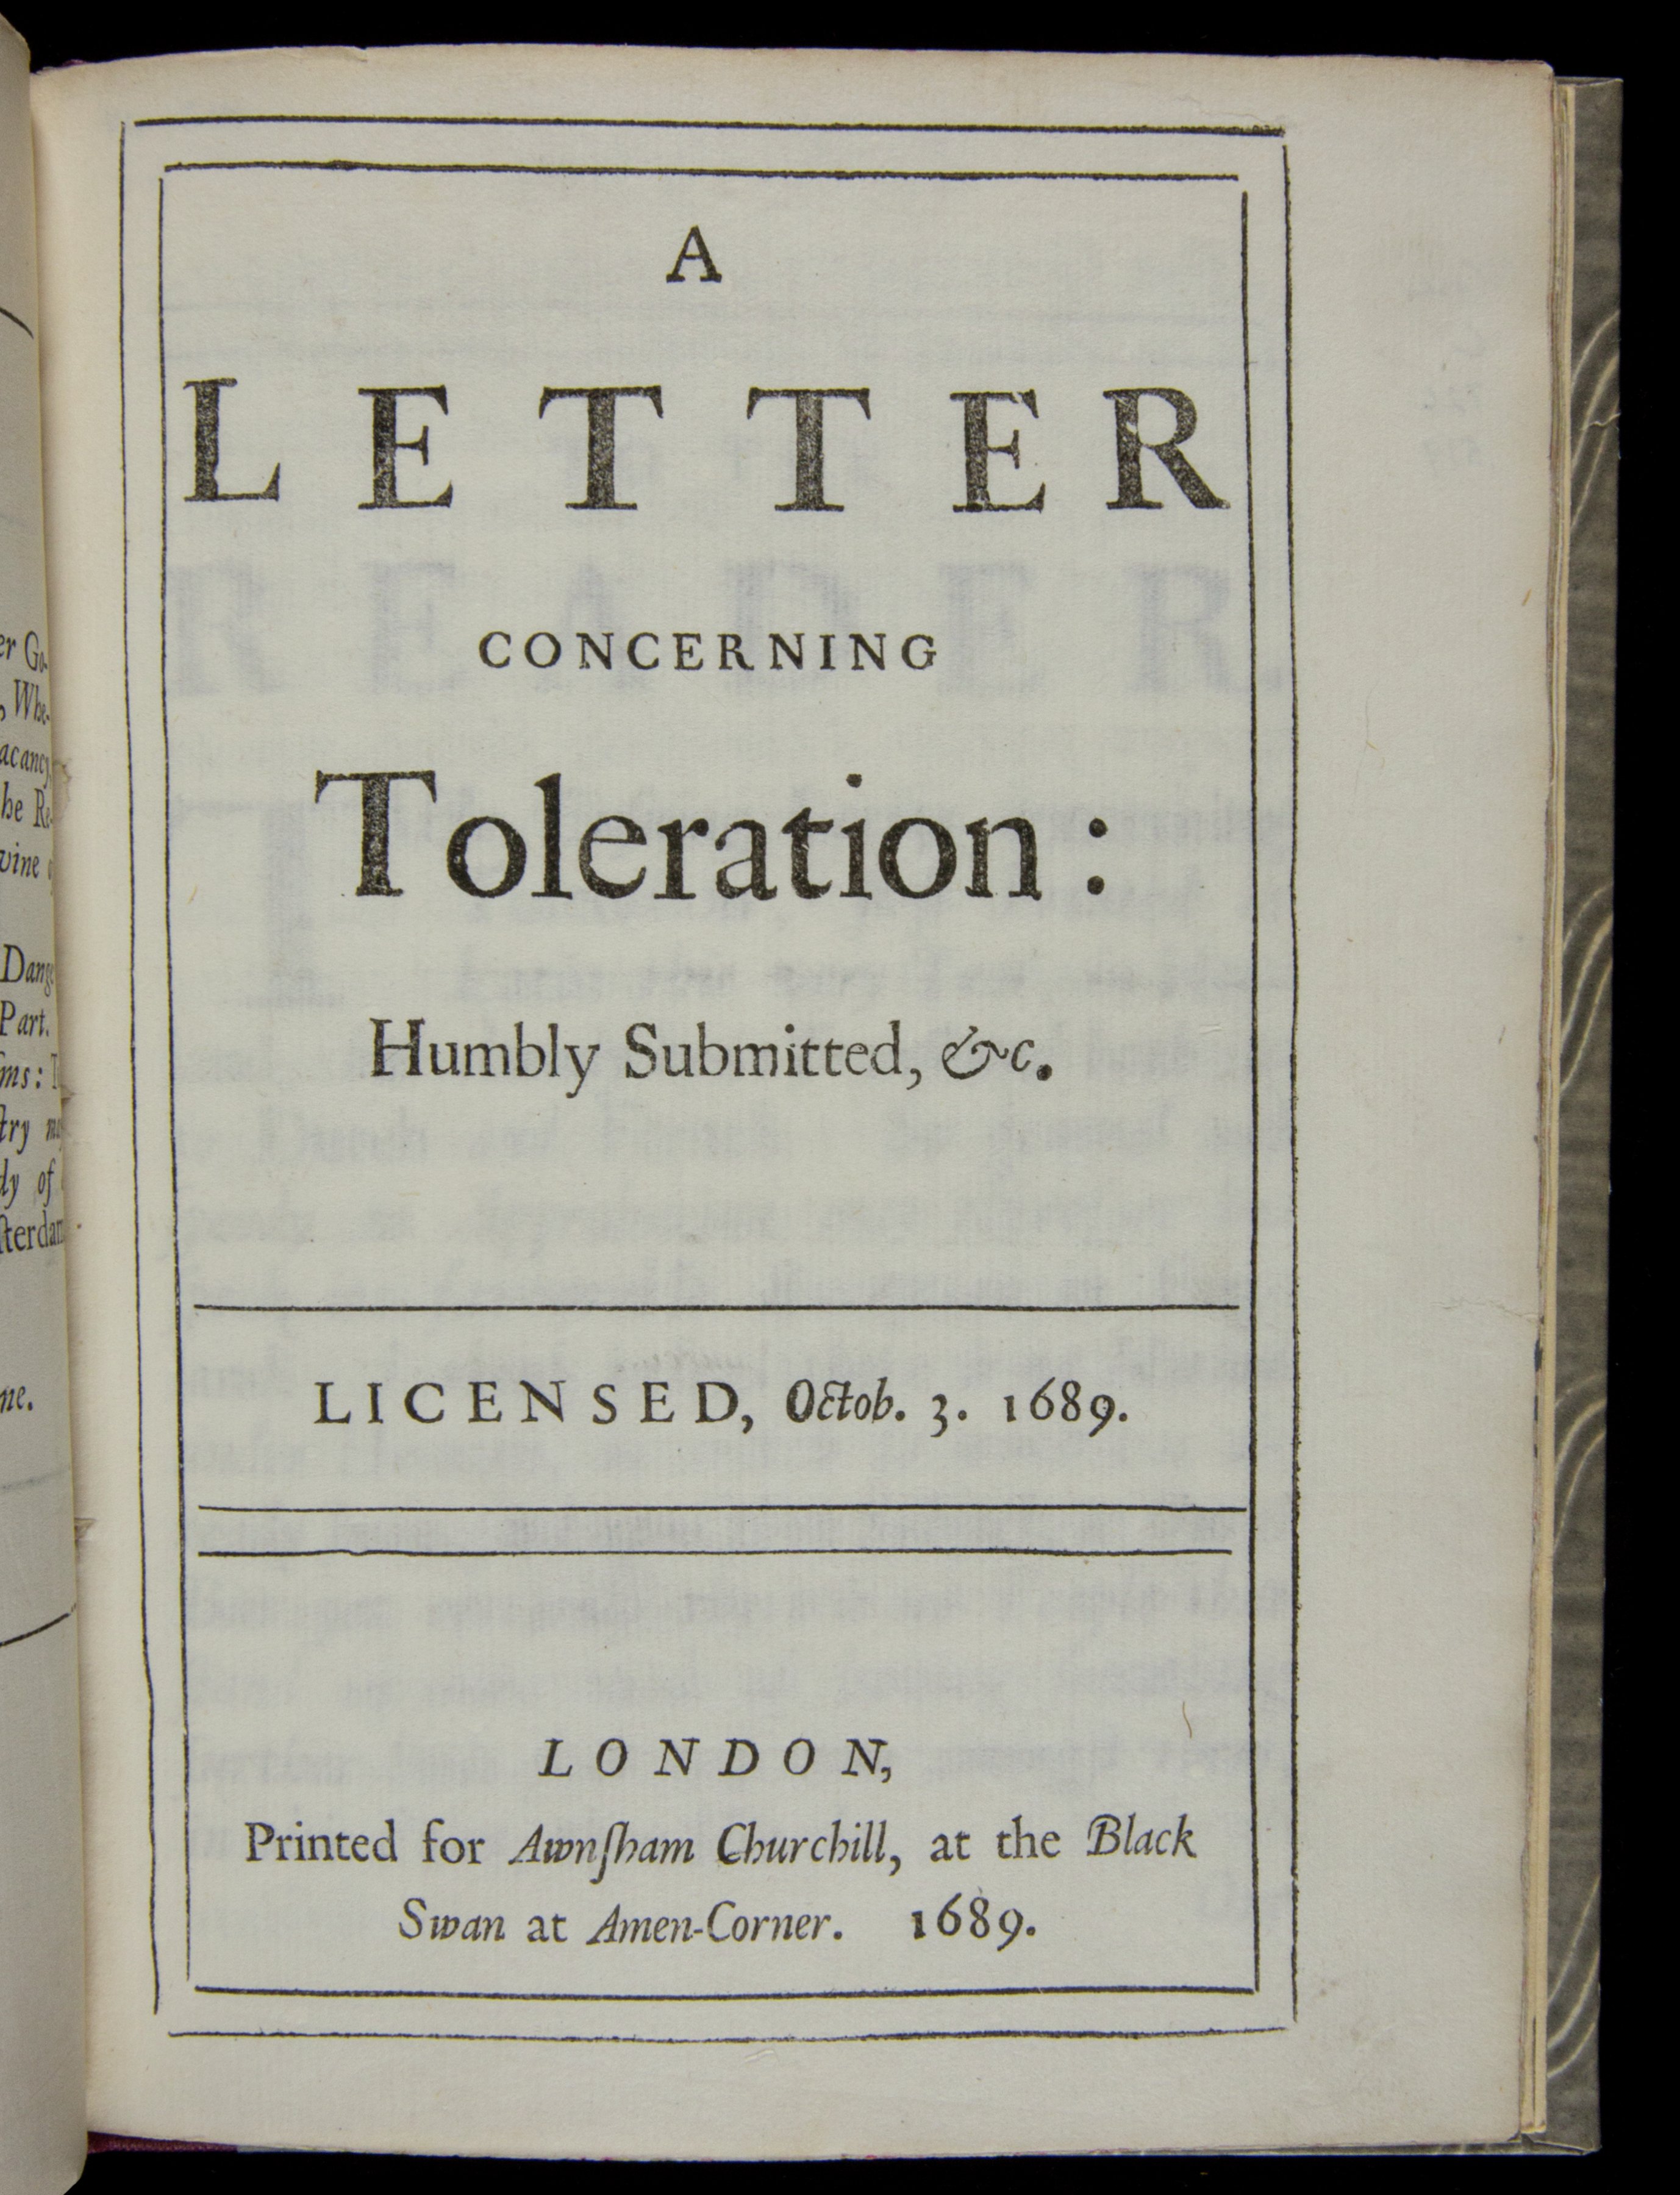 er Go-
, Whe-
acancy
he Re-
vine
Dang
Part.
ſms:
try
dy of
ſterdam
ne.
A
LETTER
CONCERNING
Toleration:
Humbly Submitted, &c.
LICENSED, Octob. 3. 1689.
LONDON,
Printed for Awnſham Churchill, at the Black
Swan at Amen-Corner. 1689.